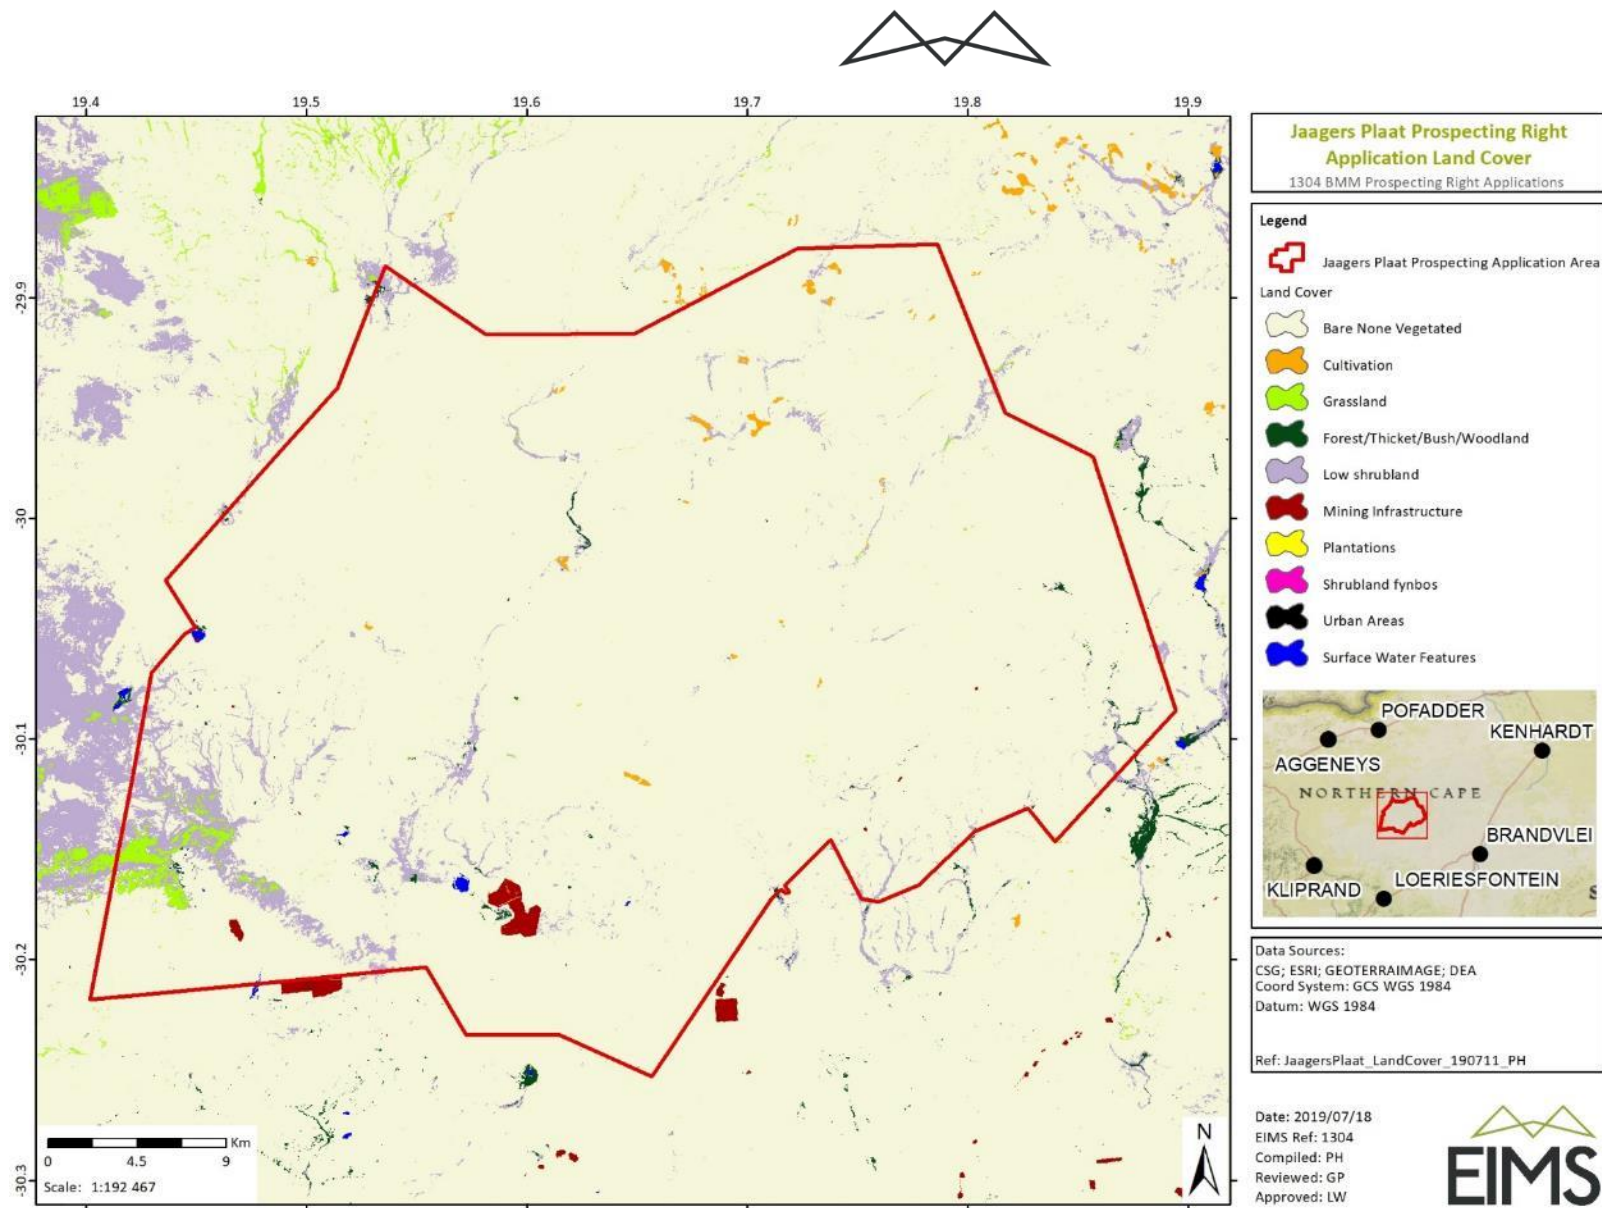 19.4
19.5
19.6
19.7
19.8
19.9
-29.9
-30
-30.1
-30.2
-30.3
Jaagers Plaat Prospecting Right
Application Land Cover
1304 BMM Prospecting Right Applications
Legend
Jaagers Plaat Prospecting Application Area
Land Cover
Bare None Vegetated
Cultivation
Grassland
Forest/Thicket/Bush/Woodland
Low shrubland
Mining Infrastructure
Plantations
Shrubland fynbos
Urban Areas
Surface Water Features
POFADDER
KENHARDT
AGGENEYS
NORTHERN CAPE
BRANDVLEI
KLIPRAND
LOERIESFONTEIN
S
Data Sources:
CSG; ESRI; GEOTERRAIMAGE; DEA
Coord System: GCS WGS 1984
Datum: WGS 1984
Ref: JaagersPlaat_LandCover_190711_PH
Km
0 4.5 9
Scale: 1:192 467
N
Date: 2019/07/18
EIMS Ref: 1304
Compiled: PH
Reviewed: GP
Approved: LW
EIMS